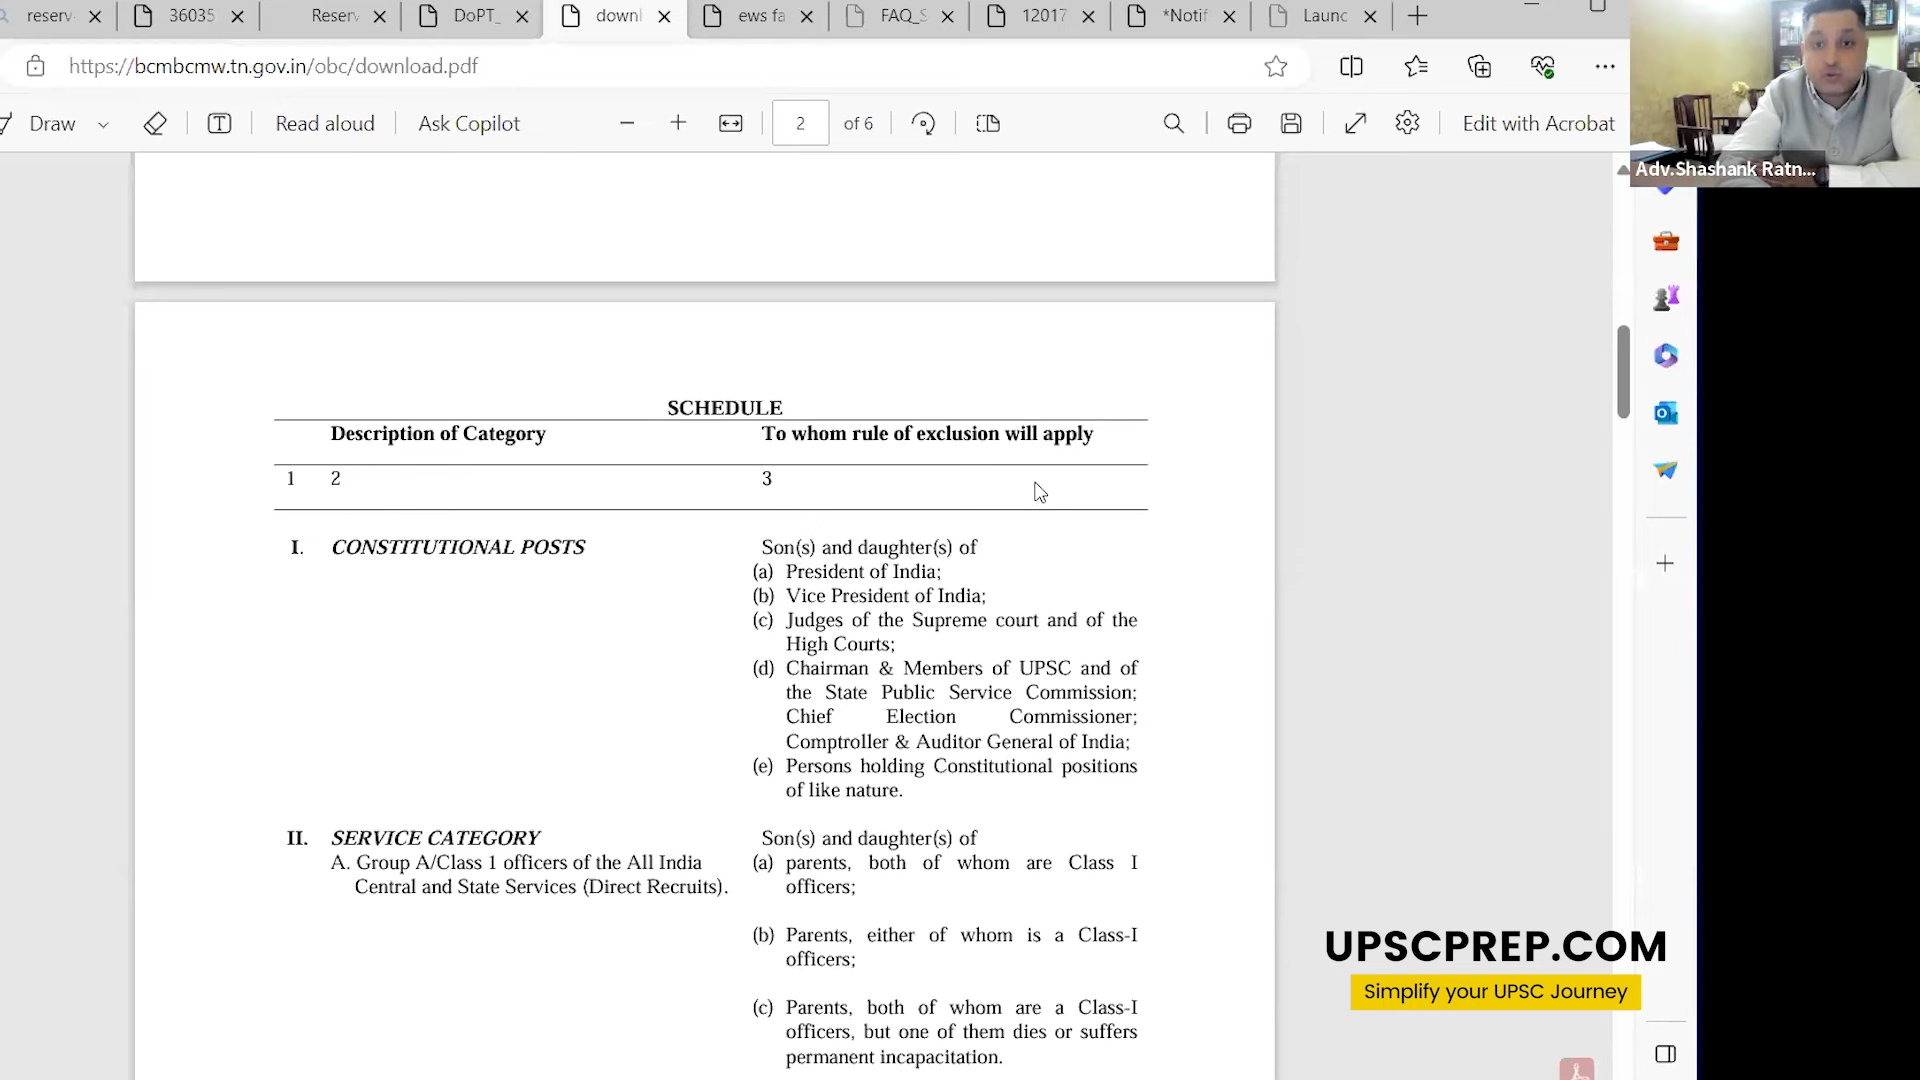 reserv
36035
Reserv
DoPT_
downl
ews fa
FAQ_S
12017
*Notif
Launc
https://bcmbcmw.tn.gov.in/obc/download.pdf
Draw
Read aloud
Ask Copilot
2
of 6
Edit with Acrobat
Adv.Shashank Ratn...
SCHEDULE
Description of Category To whom rule of exclusion will apply
1 2 3
I. CONSTITUTIONAL POSTS Son(s) and daughter(s) of
(a) President of India;
(b) Vice President of India;
(c) Judges of the Supreme court and of the
High Courts;
(d) Chairman & Members of UPSC and of
the State Public Service Commission;
Chief Election Commissioner;
Comptroller & Auditor General of India;
(e) Persons holding Constitutional positions
of like nature.
II. SERVICE CATEGORY Son(s) and daughter(s) of
A. Group A/Class 1 officers of the All India (a) parents, both of whom are Class I
Central and State Services (Direct Recruits). officers;
(b) Parents, either of whom is a Class-I
officers;
(c) Parents, both of whom are a Class-I
officers, but one of them dies or suffers
permanent incapacitation.
UPSCPREP.COM
Simplify your UPSC Journey